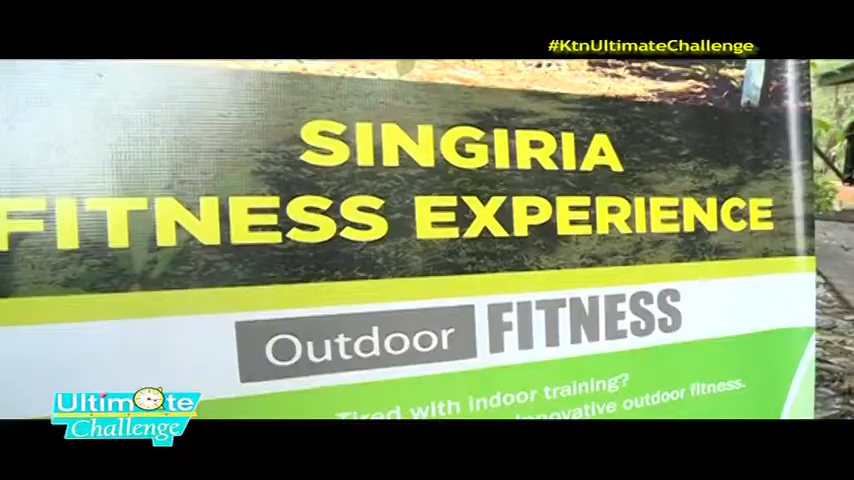 #KtnUltimateChallenge
SINGIRIA
FITNESS EXPERIENCE
Outdoor FITNESS
Tired with indoor training?
innovative outdoor fitness.
Ultimate
Challenge